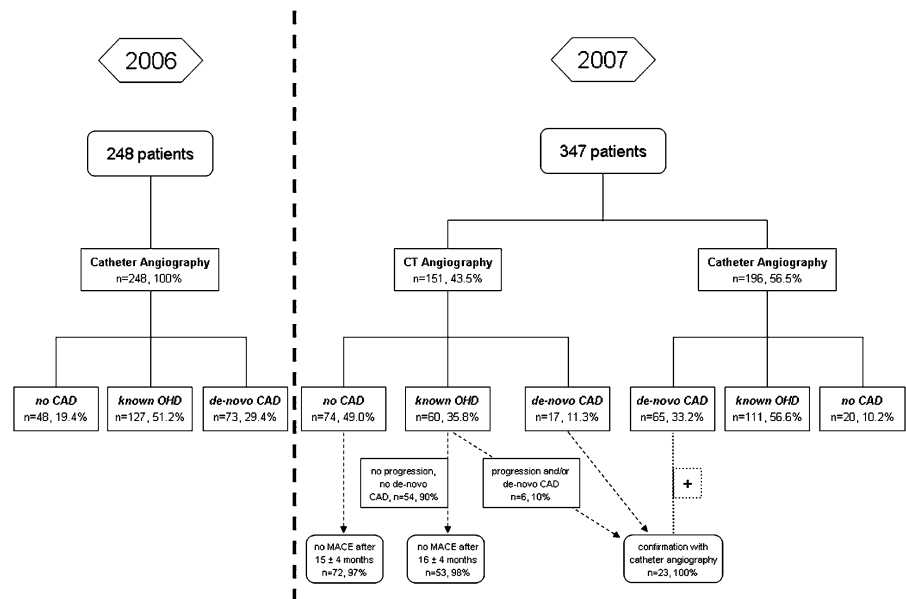 2006
2007
248 patients
347 patients
Catheter Angiography
n=248, 100%
CT Angiography
n=151, 43.5%
Catheter Angiography
n=196, 56.5%
no CAD
n=48, 19.4%
known OHD
n=127, 51.2%
de-novo CAD
n=73, 29.4%
no CAD
n=74, 49.0%
known OHD
n=60, 35.8%
de-novo CAD
n=17, 11.3%
de-novo CAD
n=65, 33.2%
known OHD
n=111, 56.6%
no CAD
n=20, 10.2%
no progression,
no de-novo
CAD, n=54, 90%
progression and/or
de-novo CAD
n=6, 10%
+
no MACE after
15 ± 4 months
n=72, 97%
no MACE after
16 ± 4 months
n=53, 98%
confirmation with
catheter angiography
n=23, 100%